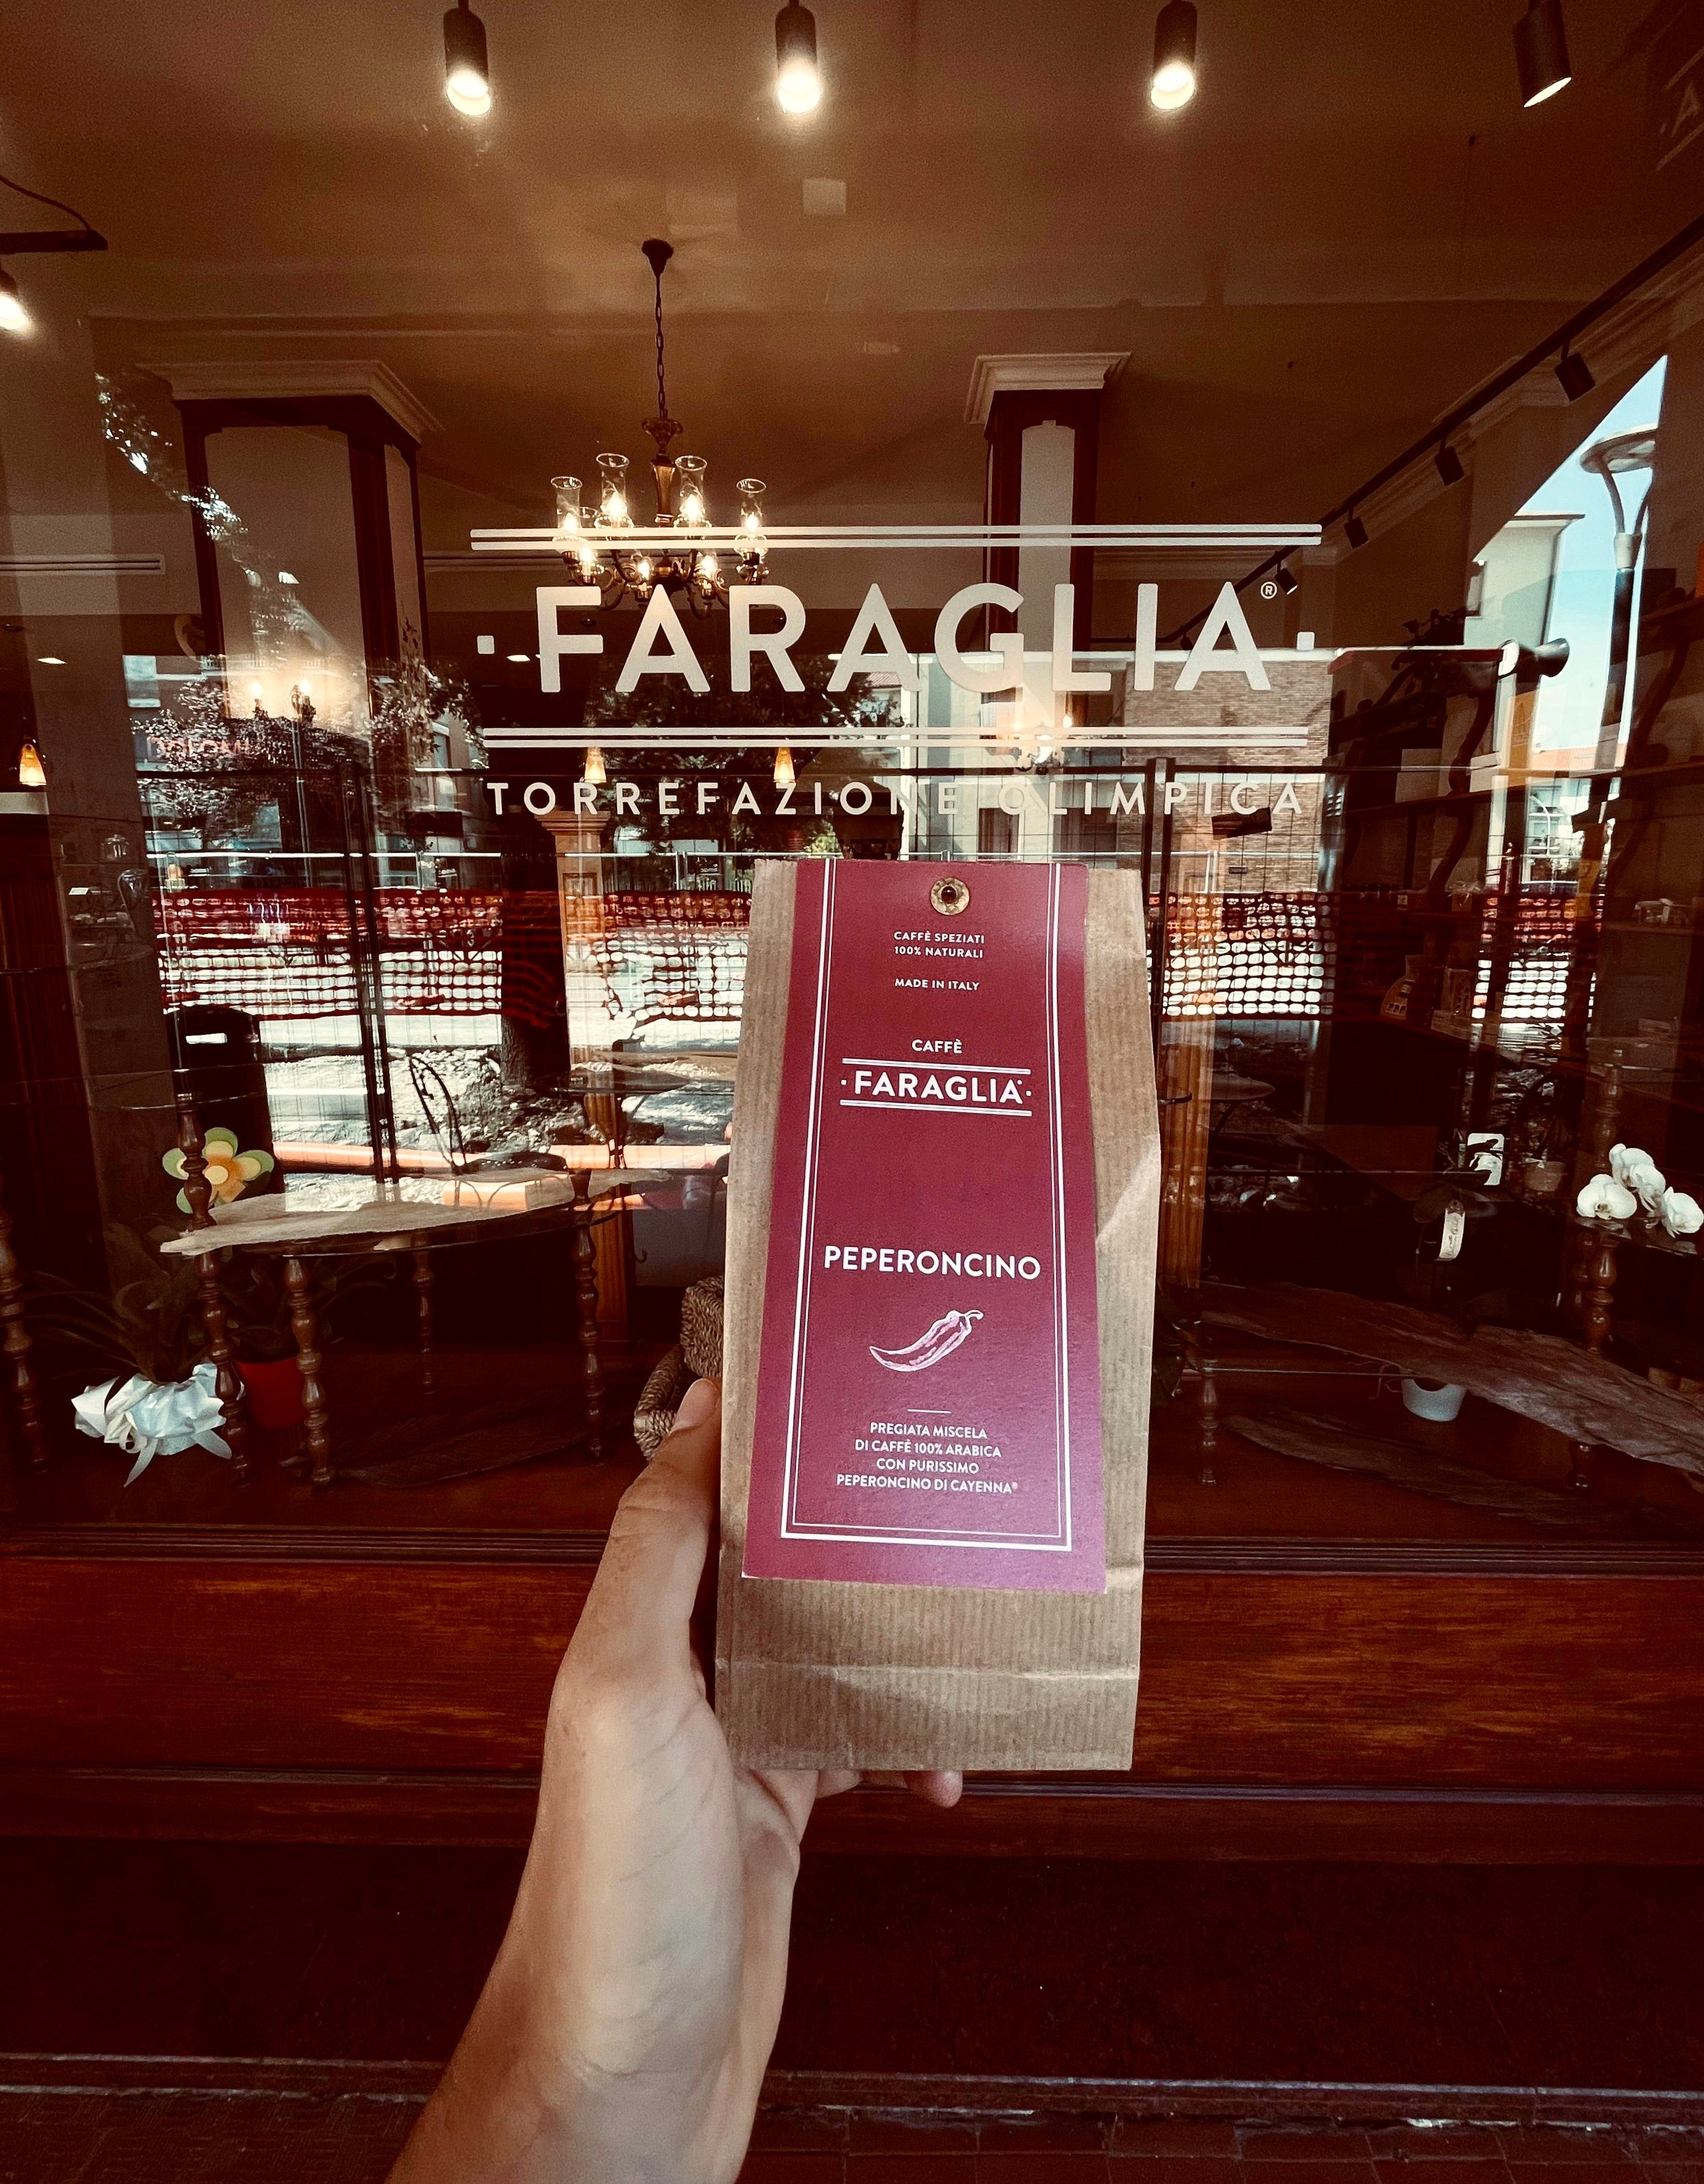 ·FARAGLIA·®
TORREFAZIONE OLIMPICA
CAFFÈ SPEZIATI
100% NATURALI
MADE IN ITALY
CAFFÈ
·FARAGLIA·
PEPERONCINO
PREGIATA MISCELA
DI CAFFÈ 100% ARABICA
CON PURISSIMO
PEPERONCINO DI CAYENNA®